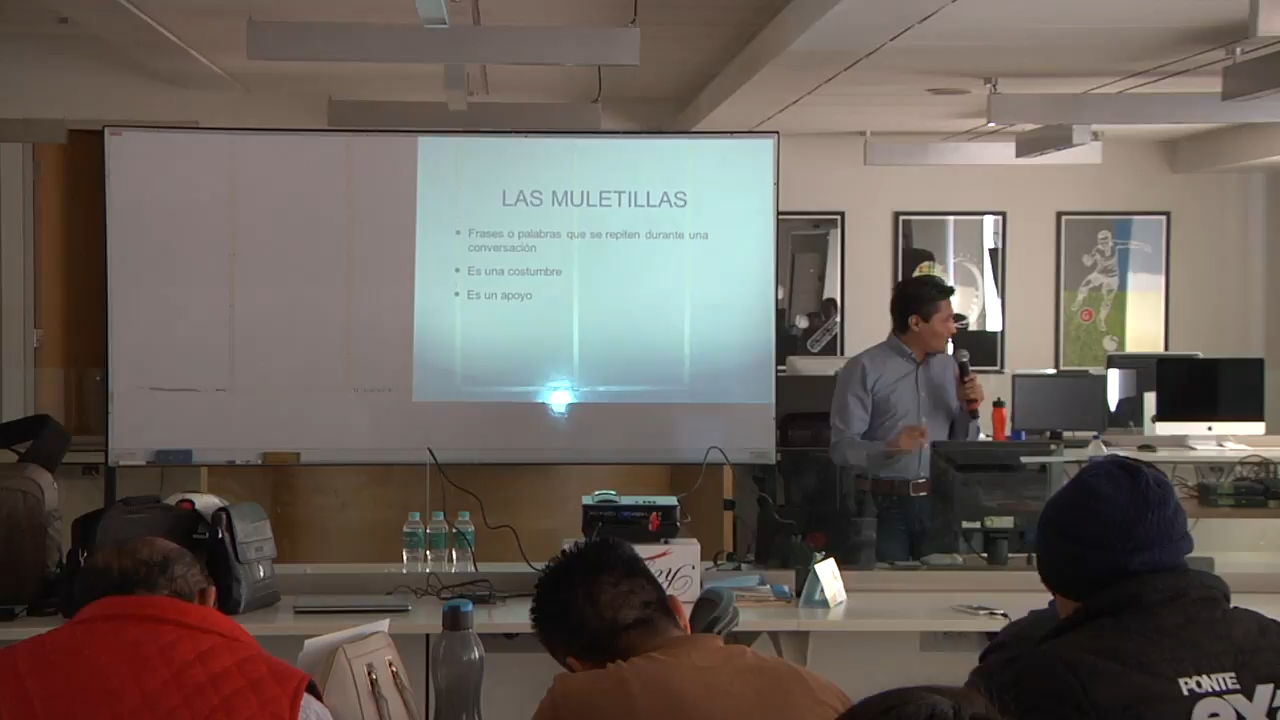 LAS MULETILLAS
Frases o palabras que se repiten durante una
conversación
Es una costumbre
Es un apoyo
PONTE